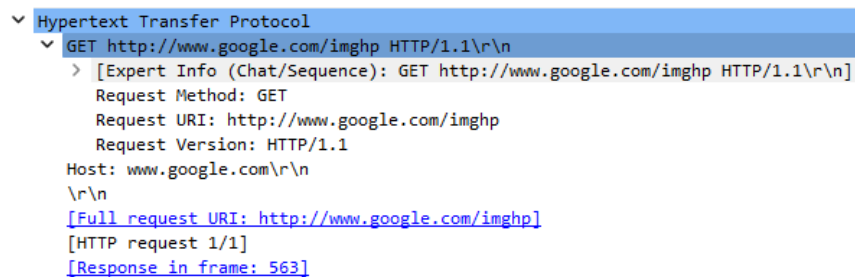 Hypertext Transfer Protocol
GET http://www.google.com/imghp HTTP/1.1\r\n
[Expert Info (Chat/Sequence): GET http://www.google.com/imghp HTTP/1.1\r\n]
Request Method: GET
Request URI: http://www.google.com/imghp
Request Version: HTTP/1.1
Host: www.google.com\r\n
\r\n
[Full request URI: http://www.google.com/imghp]
[HTTP request 1/1]
[Response in frame: 563]